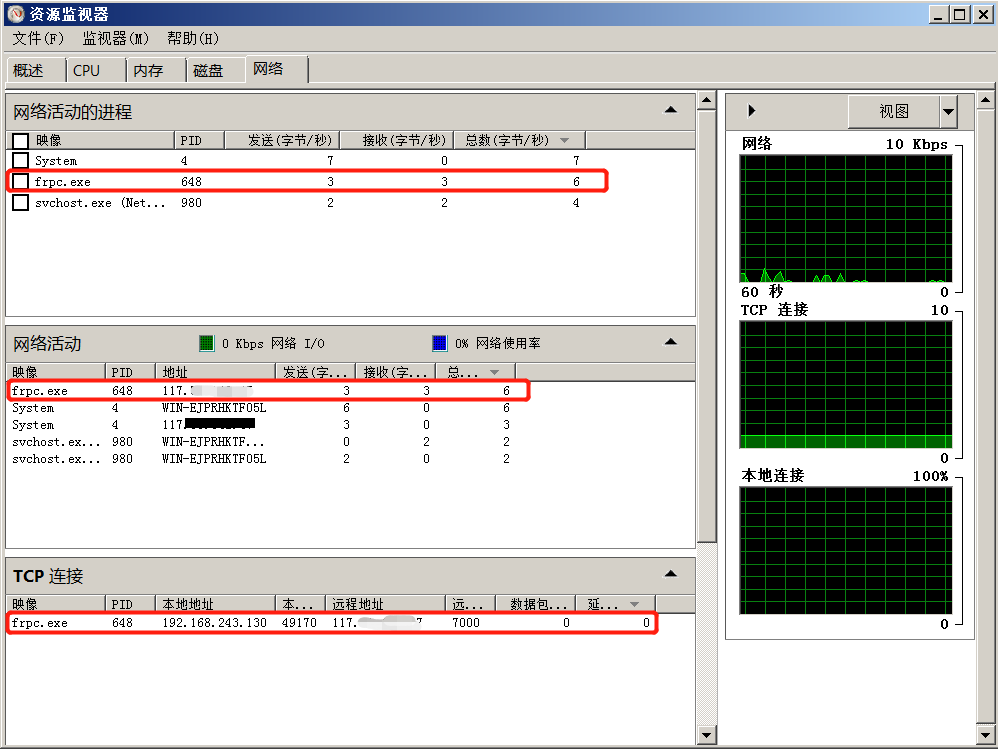 资源监视器
文件(F) 监视器(M) 帮助(H)
概述 CPU 内存 磁盘 网络
网络活动的进程
映像 PID 发送(字节/秒) 接收(字节/秒) 总数(字节/秒)
System 4 7 0 7
frpc.exe 648 3 3 6
svchost.exe (Net... 980 2 2 4
网络活动 0 Kbps 网络 I/O 0% 网络使用率
映像 PID 地址 发送(字... 接收(字... 总...
frpc.exe 648 117. 3 3 6
System 4 WIN-EJPRHKTF05L 6 0 6
System 4 117. 3 0 3
svchost.ex... 980 WIN-EJPRHKTF... 0 2 2
svchost.ex... 980 WIN-EJPRHKTF05L 2 0 2
TCP 连接
映像 PID 本地地址 本... 远程地址 远... 数据包... 延...
frpc.exe 648 192.168.243.130 49170 117. 7 7000 0 0
视图
网络 10 Kbps
60 秒 0
TCP 连接 10
0
本地连接 100%
0